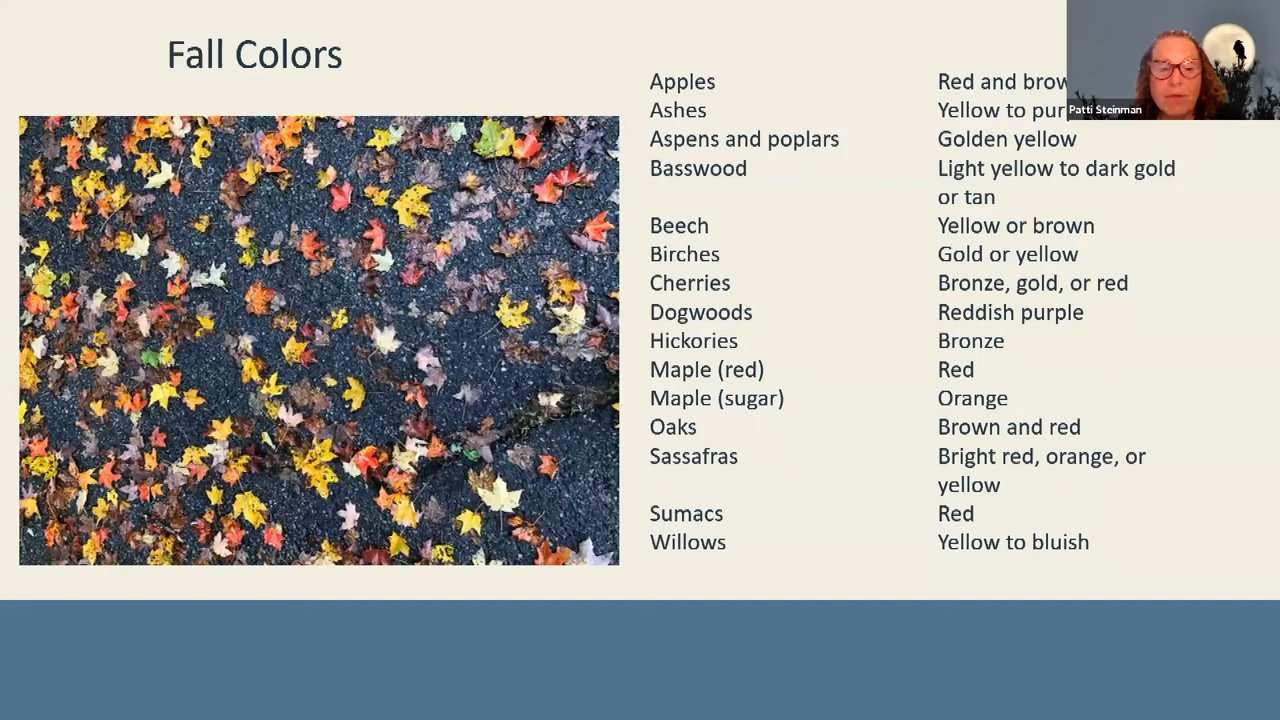 Fall Colors
Patti Steinman
Apples Red and
Ashes Yellow to
Aspens and poplars Golden yellow
Basswood Light yellow to dark gold
or tan
Beech Yellow or brown
Birches Gold or yellow
Cherries Bronze, gold, or red
Dogwoods Reddish purple
Hickories Bronze
Maple (red) Red
Maple (sugar) Orange
Oaks Brown and red
Sassafras Bright red, orange, or
yellow
Sumacs Red
Willows Yellow to bluish